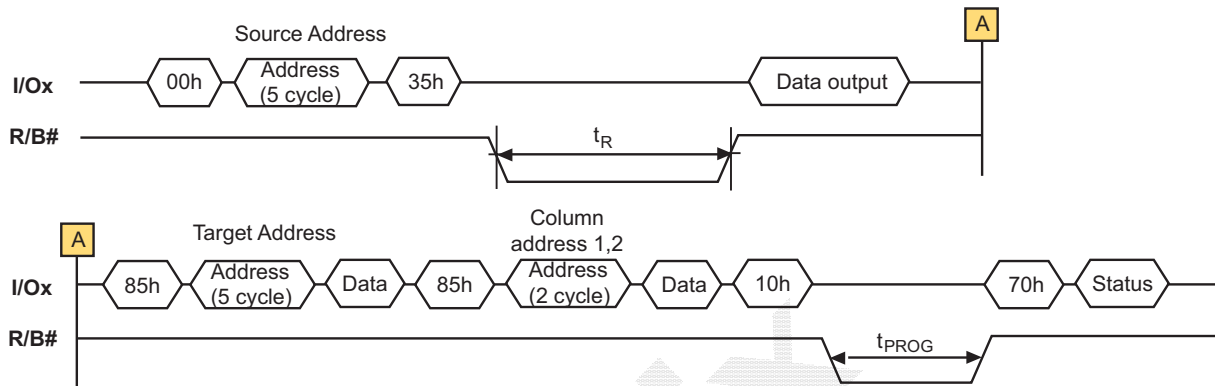 Source Address
A
I/Ox
00h
Address
(5 cycle)
35h
Data output
R/B#
tR
A
Target Address
Column
address 1,2
I/Ox
85h
Address
(5 cycle)
Data
85h
Address
(2 cycle)
Data
10h
70h
Status
R/B#
tPROG